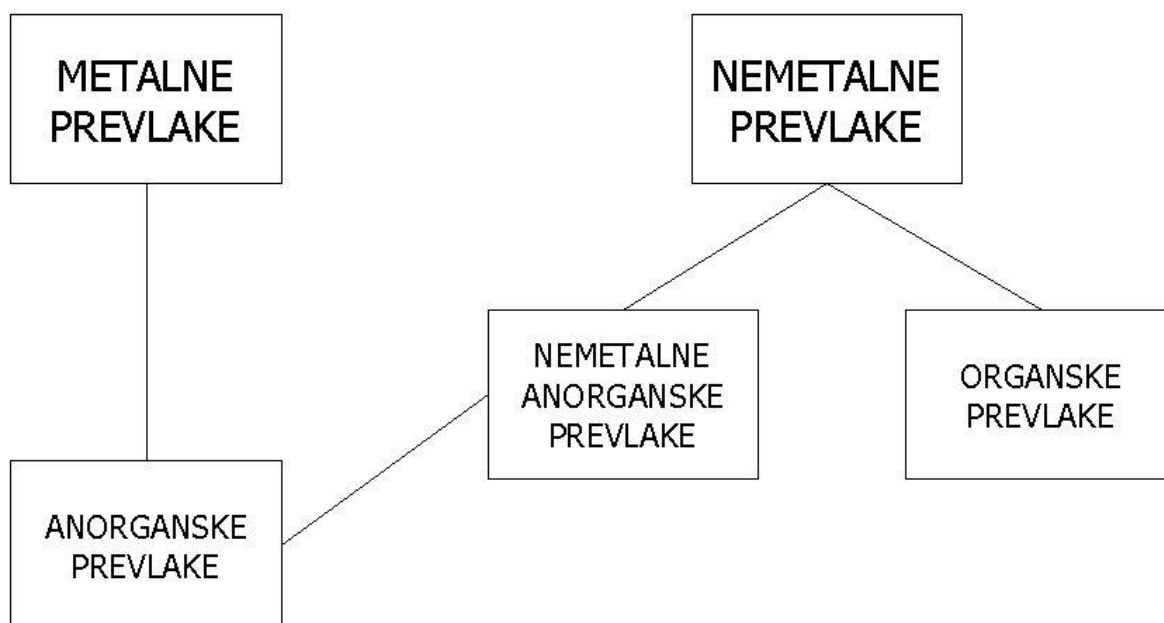 METALNE
PREVLAKE
NEMETALNE
PREVLAKE
NEMETALNE
ANORGANSKE
PREVLAKE
ORGANSKE
PREVLAKE
ANORGANSKE
PREVLAKE